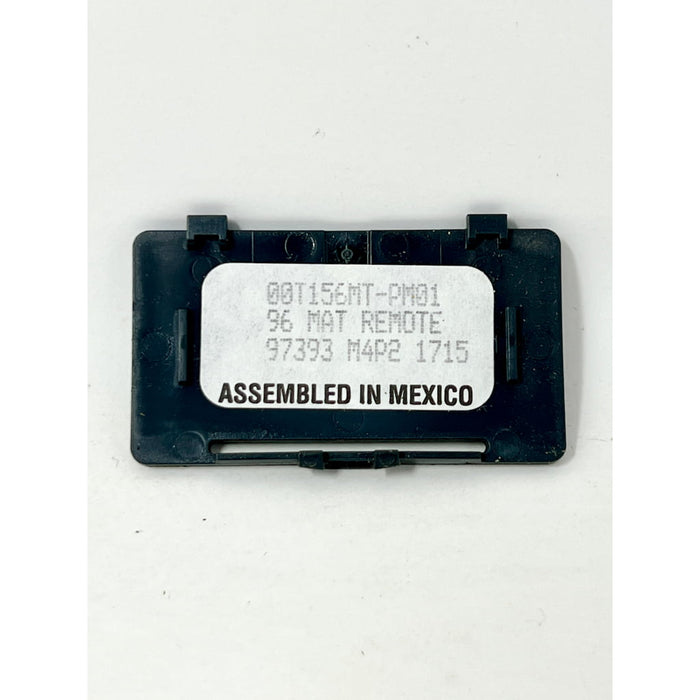 00T156MT-PM01
96 MAT REMOTE
97393 M4P2 1715
ASSEMBLED IN MEXICO